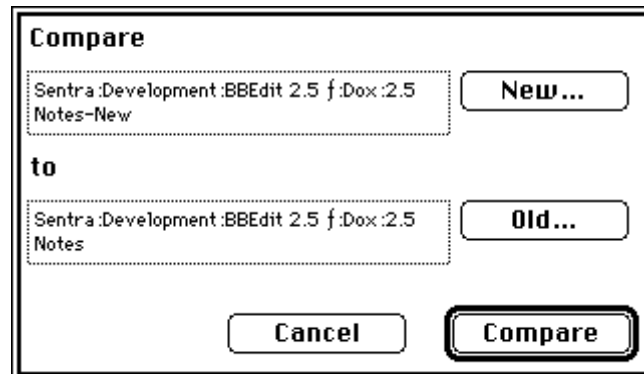 Compare
Sentra:Development:BBEdit 2.5 ƒ:Dox:2.5
Notes-New
New...
to
Sentra:Development:BBEdit 2.5 ƒ:Dox:2.5
Notes
Old...
Cancel
Compare